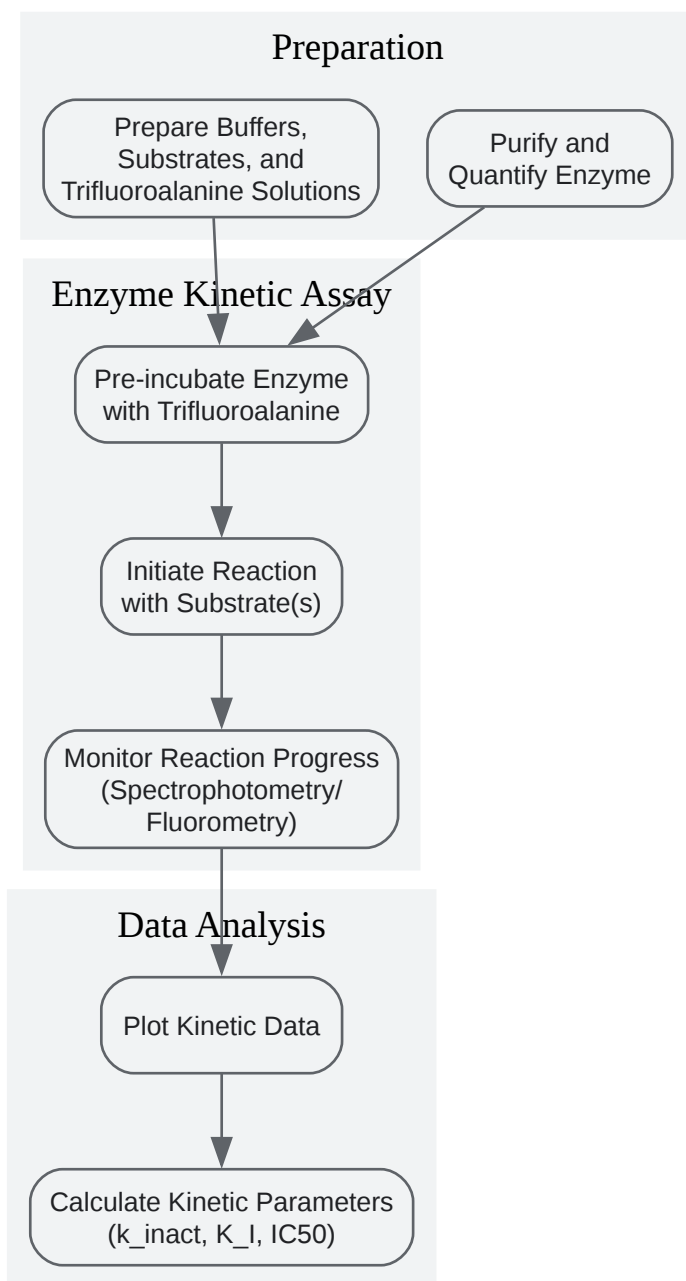 Preparation
Prepare Buffers,
Substrates, and
Trifluoroalanine Solutions
Purify and
Quantify Enzyme
Enzyme Kinetic Assay
Pre-incubate Enzyme
with Trifluoroalanine
Initiate Reaction
with Substrate(s)
Monitor Reaction Progress
(Spectrophotometry/
Fluorometry)
Data Analysis
Plot Kinetic Data
Calculate Kinetic Parameters
(k_inact, K_I, IC50)